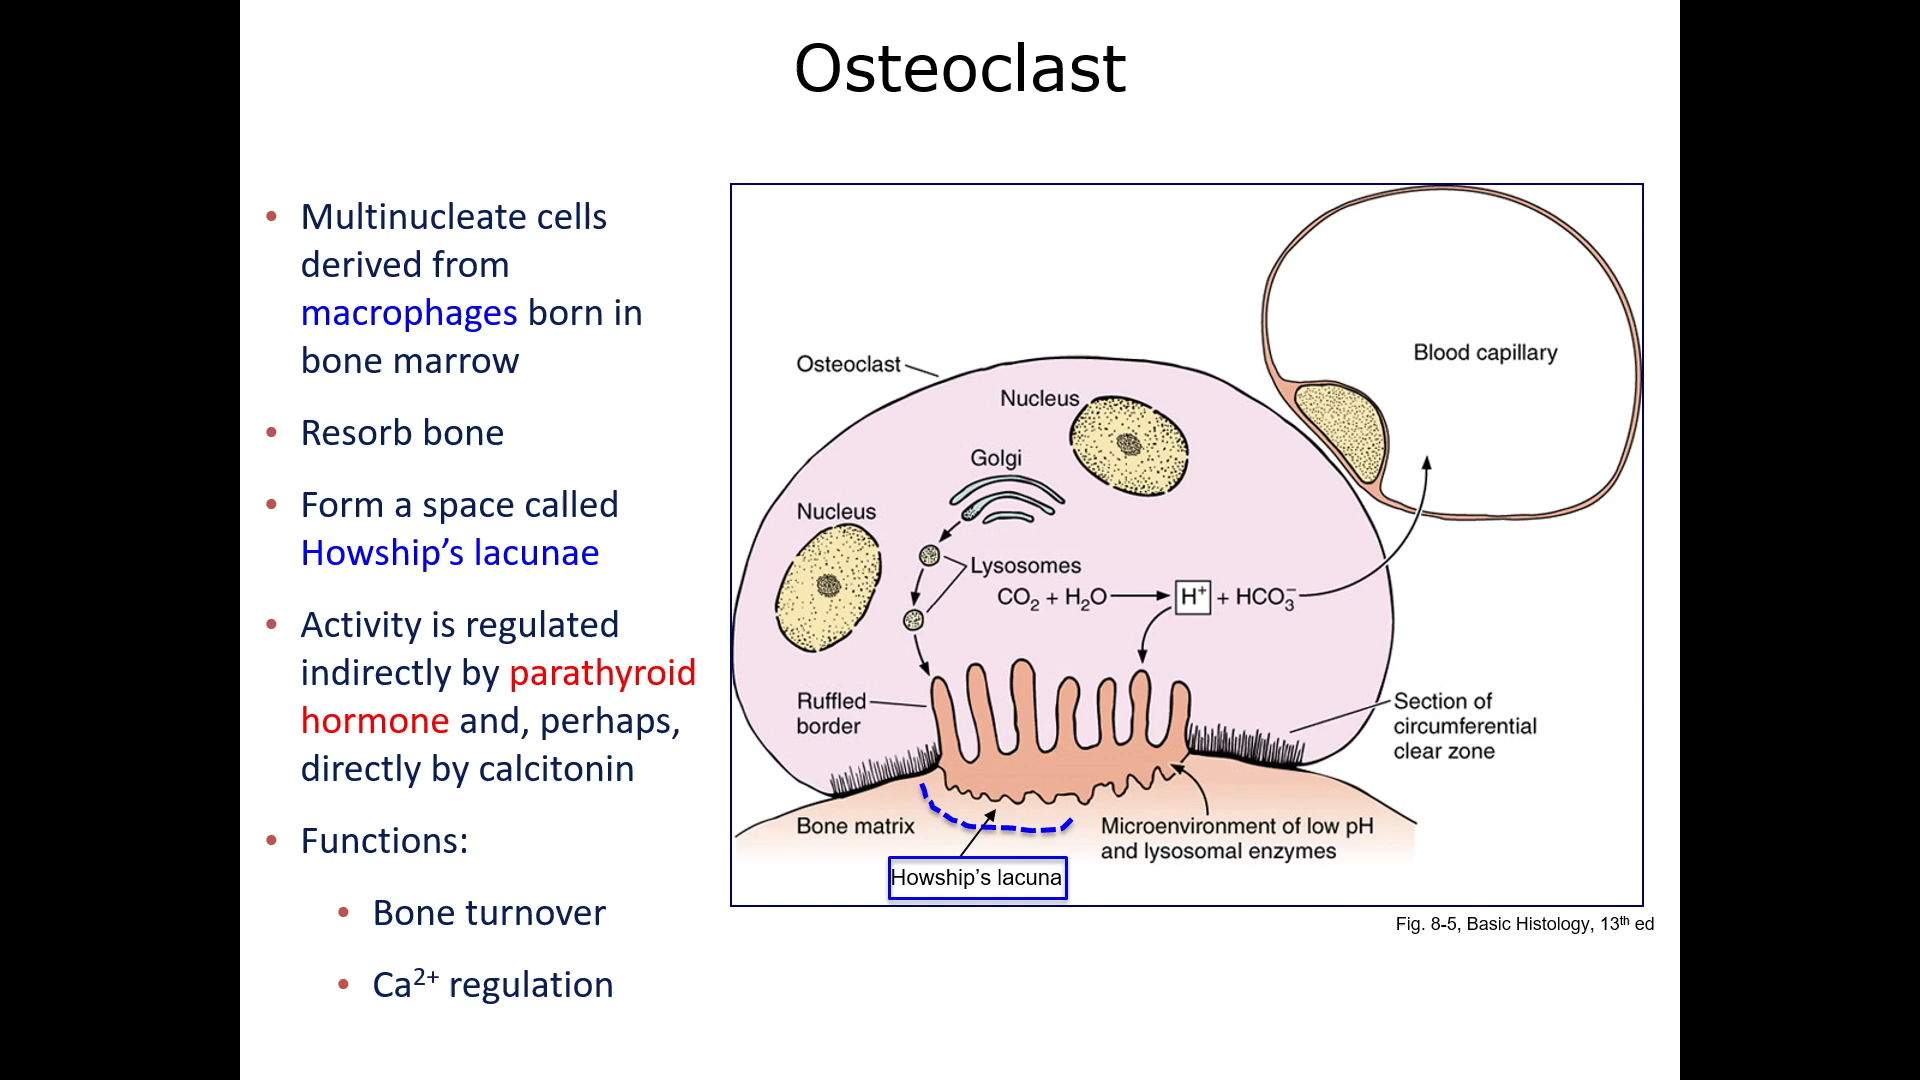 Osteoclast
• Multinucleate cells
derived from
macrophages born in
bone marrow
• Resorb bone
• Form a space called
Howship’s lacunae
• Activity is regulated
indirectly by parathyroid
hormone and, perhaps,
directly by calcitonin
• Functions:
• Bone turnover
• Ca²⁺ regulation
Blood capillary
Osteoclast
Nucleus
Golgi
Nucleus
Lysosomes
CO₂ + H₂O → H⁺ + HCO₃⁻
Ruffled
border
Section of
circumferential
clear zone
Bone matrix
Microenvironment of low pH
and lysosomal enzymes
Howship’s lacuna
Fig. 8-5, Basic Histology, 13th ed